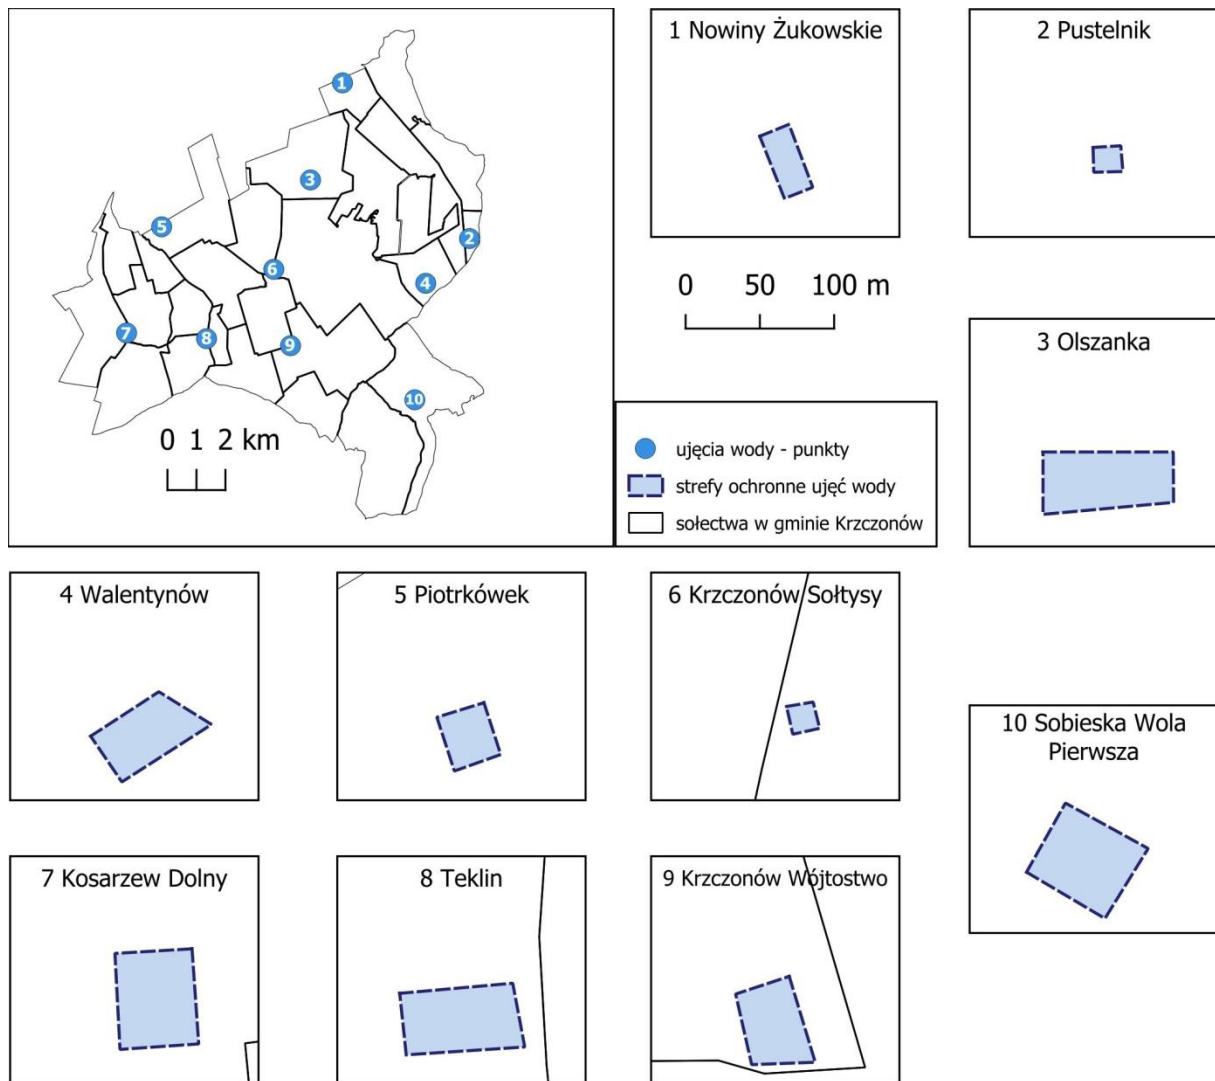 1 Nowiny Żukowskie
2 Pustelnik
1
3
5
2
6
4
7
8
9
10
0 1 2 km
0 50 100 m
3 Olszanka
ujęcia wody - punkty
strefy ochronne ujęć wody
sołectwa w gminie Krzczonów
4 Walentynów
5 Piotrkówek
6 Krzczonów Sołtysy
10 Sobieska Wola
Pierwsza
7 Kosarzew Dolny
8 Teklin
9 Krzczonów Wójtostwo